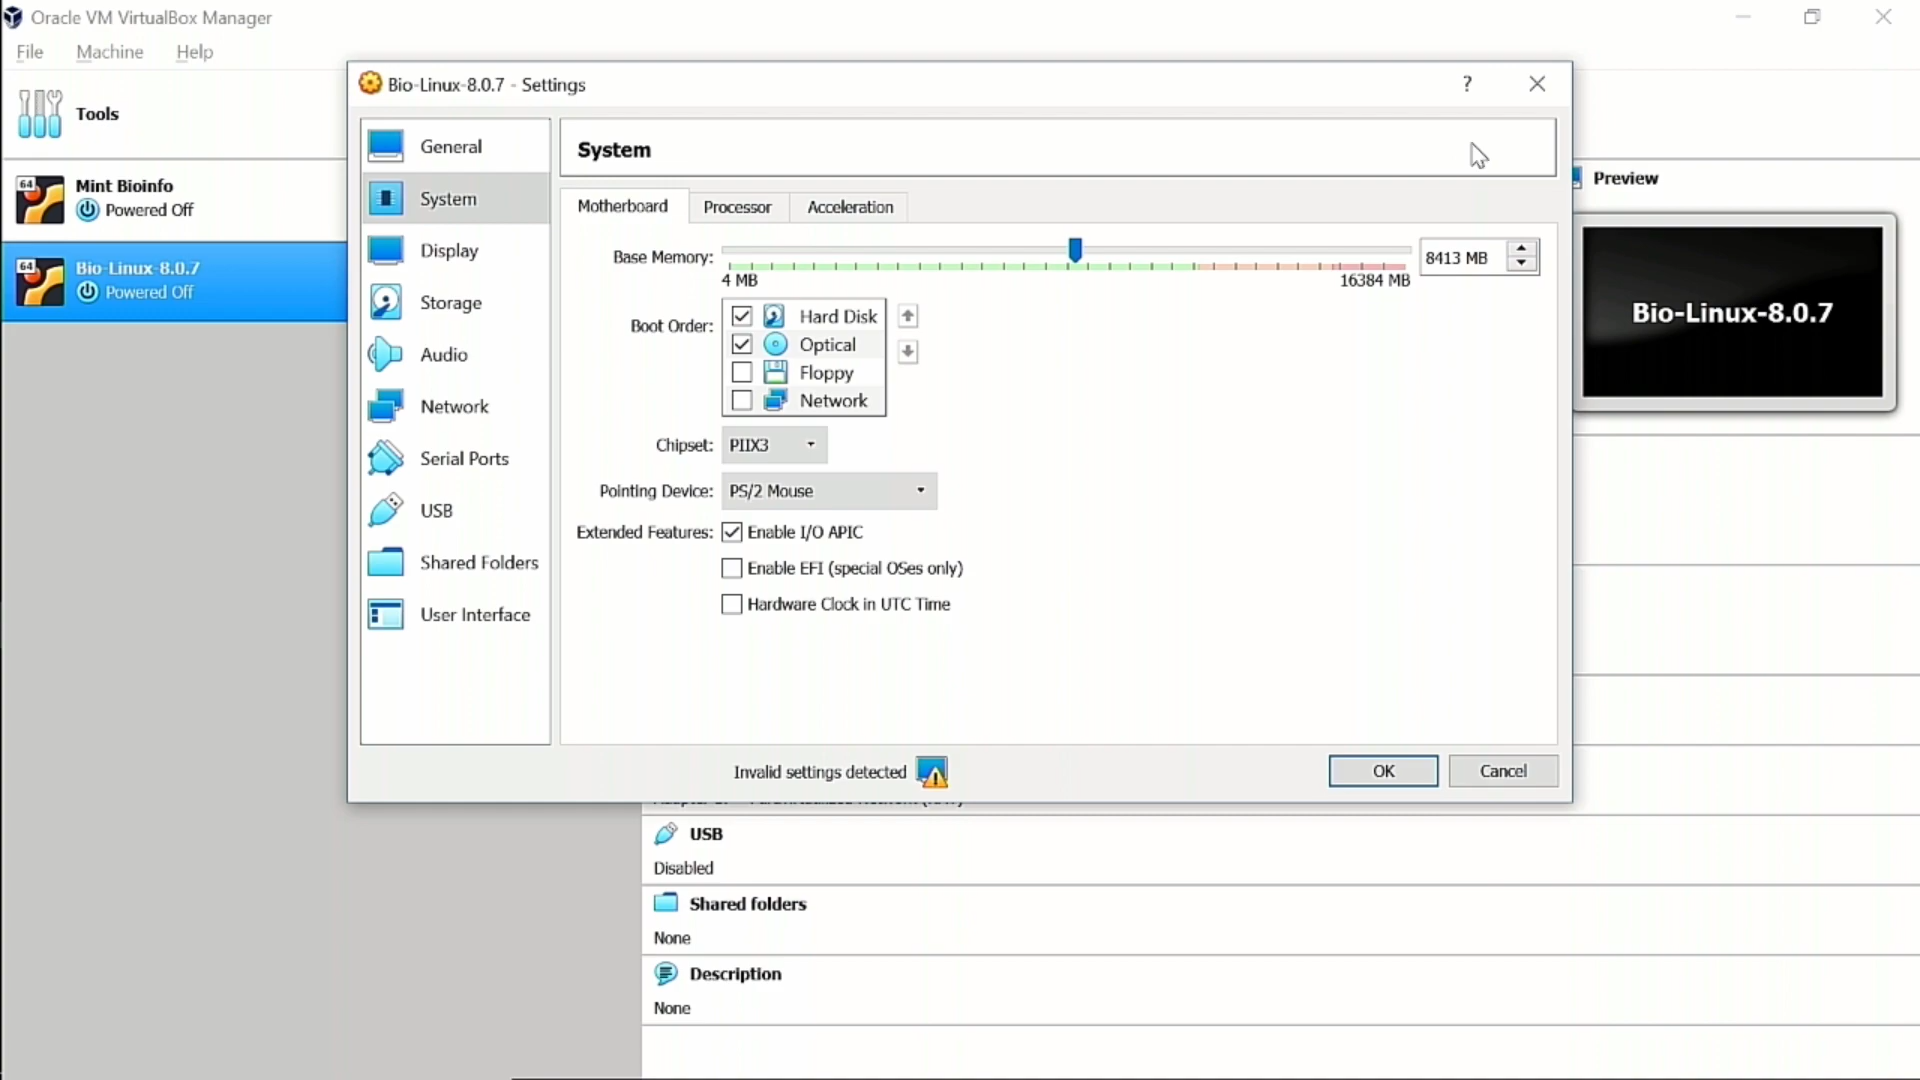 Oracle VM VirtualBox Manager
File Machine Help
Tools
64 Mint Bioinfo
Powered Off
64 Bio-Linux-8.0.7
Powered Off
Bio-Linux-8.0.7 - Settings
?
General
System
Display
Storage
Audio
Network
Serial Ports
USB
Shared Folders
User Interface
System
Motherboard Processor Acceleration
Base Memory: 8413 MB
4 MB 16384 MB
Boot Order: Hard Disk
Optical
Floppy
Network
Chipset: PIIX3
Pointing Device: PS/2 Mouse
Extended Features: Enable I/O APIC
Enable EFI (special OSes only)
Hardware Clock in UTC Time
Invalid settings detected OK Cancel
Preview
Bio-Linux-8.0.7
USB
Disabled
Shared folders
None
Description
None